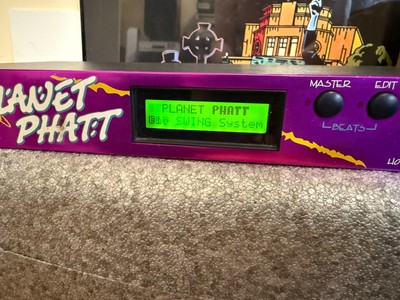 PLANET
PHATT
PLANET PHATT
SWING System
MASTER
EDIT
BEATS